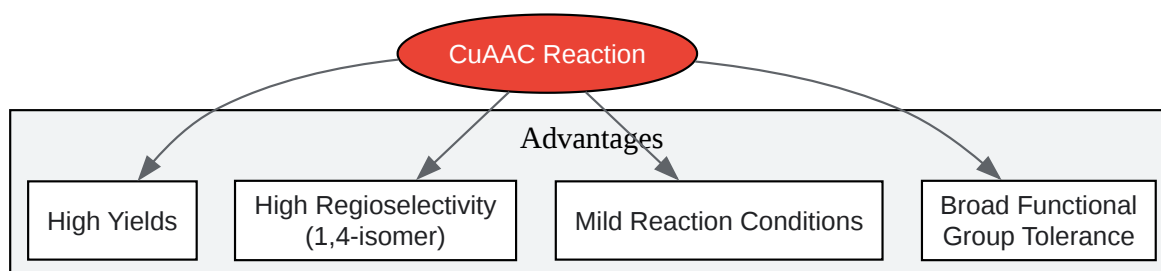 CuAAC Reaction
Advantages
High Yields
High Regioselectivity
(1,4-isomer)
Mild Reaction Conditions
Broad Functional
Group Tolerance